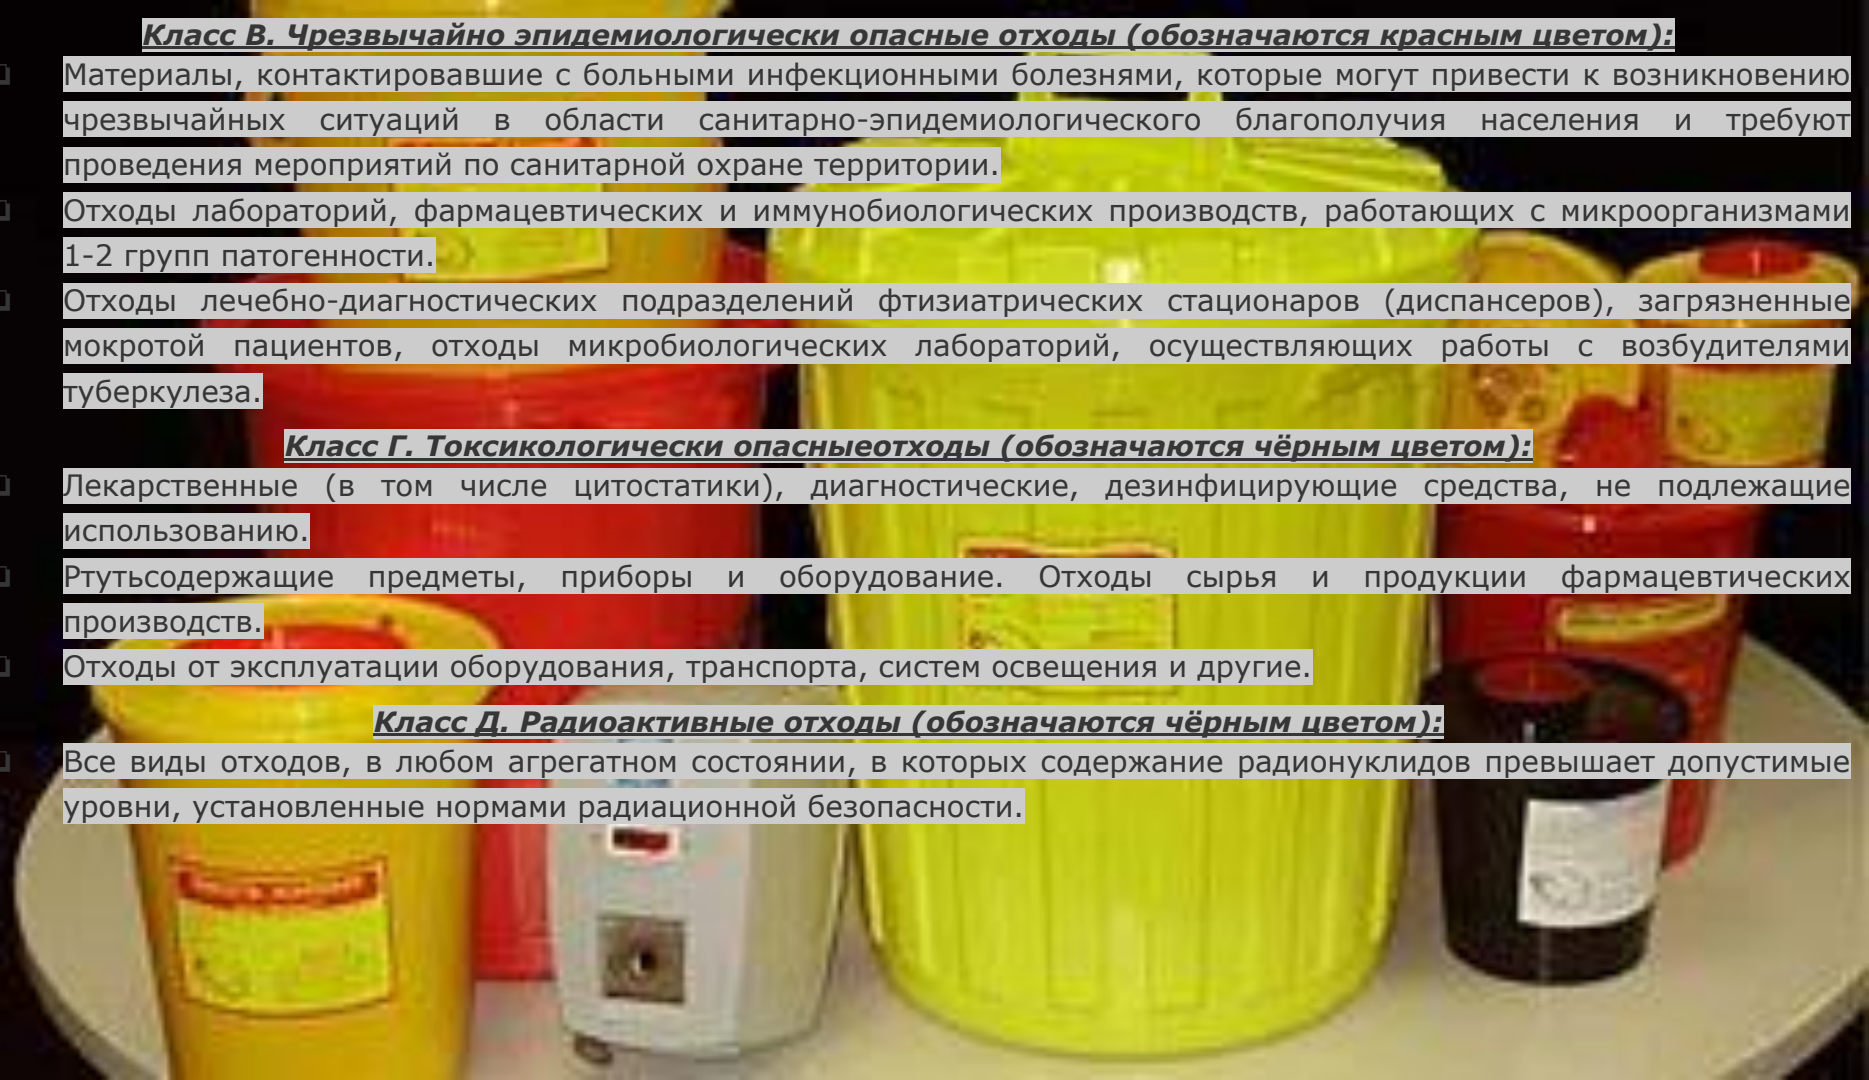 Класс В. Чрезвычайно эпидемиологически опасные отходы (обозначаются красным цветом):
Материалы, контактировавшие с больными инфекционными болезнями, которые могут привести к возникновению
чрезвычайных ситуаций в области санитарно-эпидемиологического благополучия населения и требуют
проведения мероприятий по санитарной охране территории.
Отходы лабораторий, фармацевтических и иммунобиологических производств, работающих с микроорганизмами
1-2 групп патогенности.
Отходы лечебно-диагностических подразделений фтизиатрических стационаров (диспансеров), загрязненные
мокротой пациентов, отходы микробиологических лабораторий, осуществляющих работы с возбудителями
туберкулеза.
Класс Г. Токсикологически опасныеотходы (обозначаются чёрным цветом):
Лекарственные (в том числе цитостатики), диагностические, дезинфицирующие средства, не подлежащие
использованию.
Ртутьсодержащие предметы, приборы и оборудование. Отходы сырья и продукции фармацевтических
производств.
Отходы от эксплуатации оборудования, транспорта, систем освещения и другие.
Класс Д. Радиоактивные отходы (обозначаются чёрным цветом):
Все виды отходов, в любом агрегатном состоянии, в которых содержание радионуклидов превышает допустимые
уровни, установленные нормами радиационной безопасности.